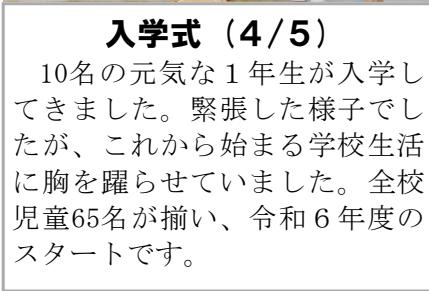 入学式（4/5）
10名の元気な１年生が入学し
てきました。緊張した様子でし
たが、これから始まる学校生活
に胸を躍らせていました。全校
児童65名が揃い、令和６年度の
スタートです。